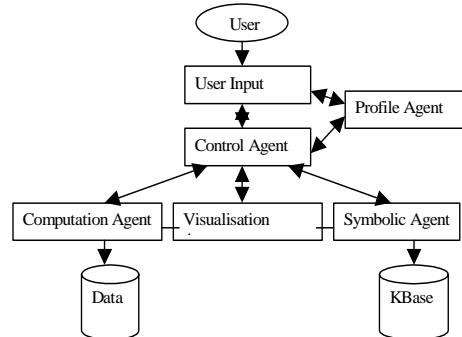 User
User Input
Profile Agent
Control Agent
Computation Agent
Visualisation
Symbolic Agent
Data
KBase